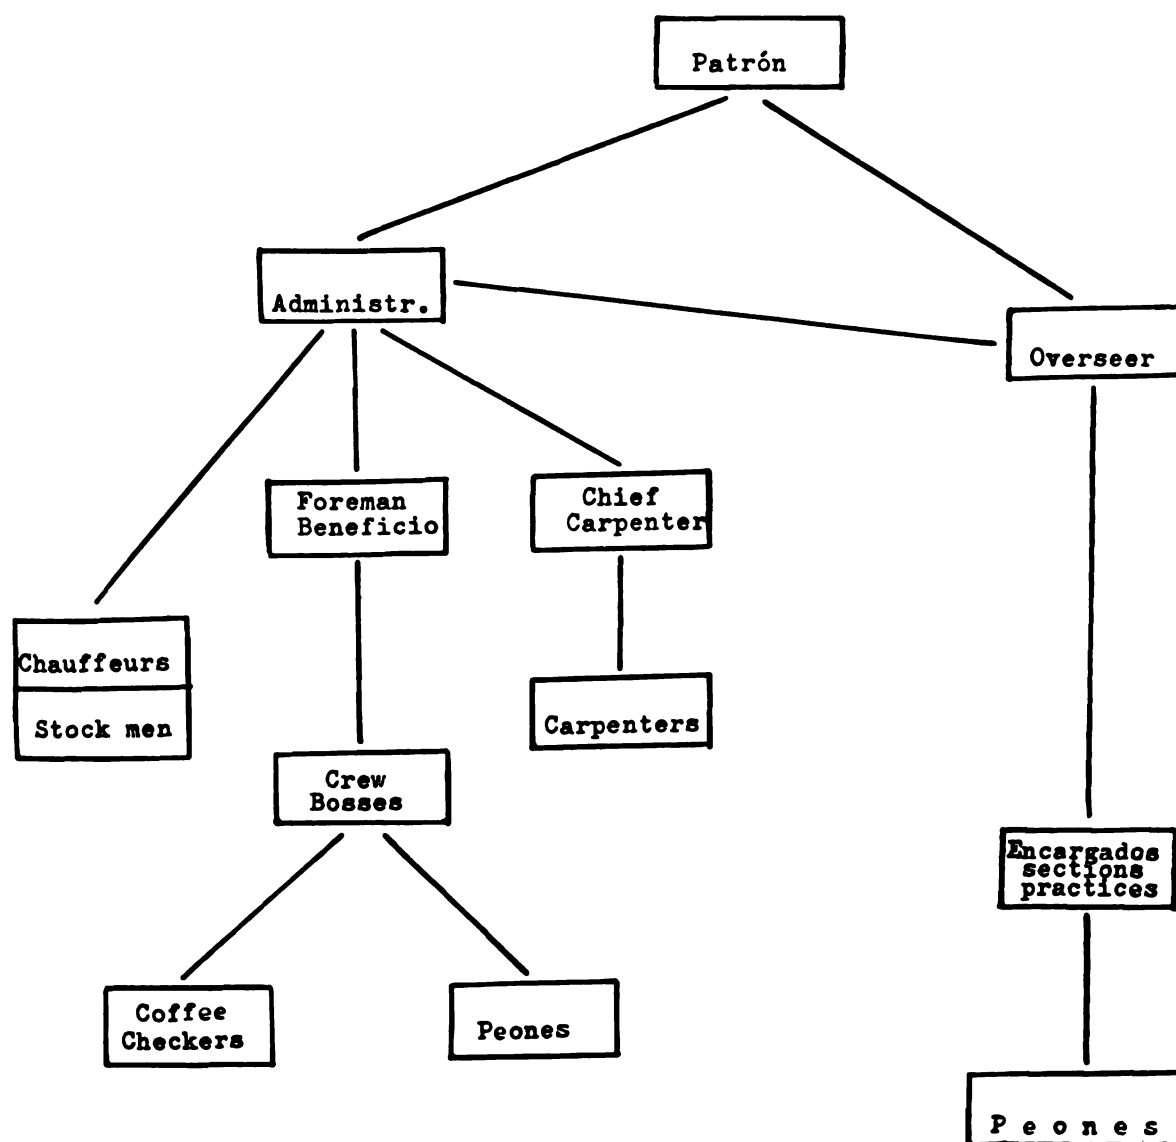 Patrón
Administr.
Overseer
Foreman
Beneficio
Chief
Carpenter
Chauffeurs
Stock men
Carpenters
Crew
Bosses
Encargados
sections
practices
Coffee
Checkers
Peones
Peones